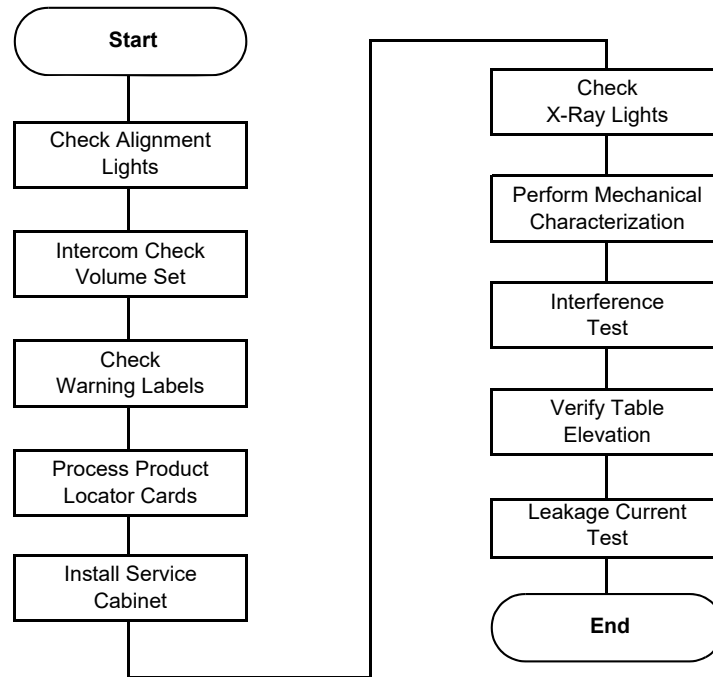 Start
Check Alignment
Lights
Intercom Check
Volume Set
Check
Warning Labels
Process Product
Locator Cards
Install Service
Cabinet
Check
X-Ray Lights
Perform Mechanical
Characterization
Interference
Test
Verify Table
Elevation
Leakage Current
Test
End